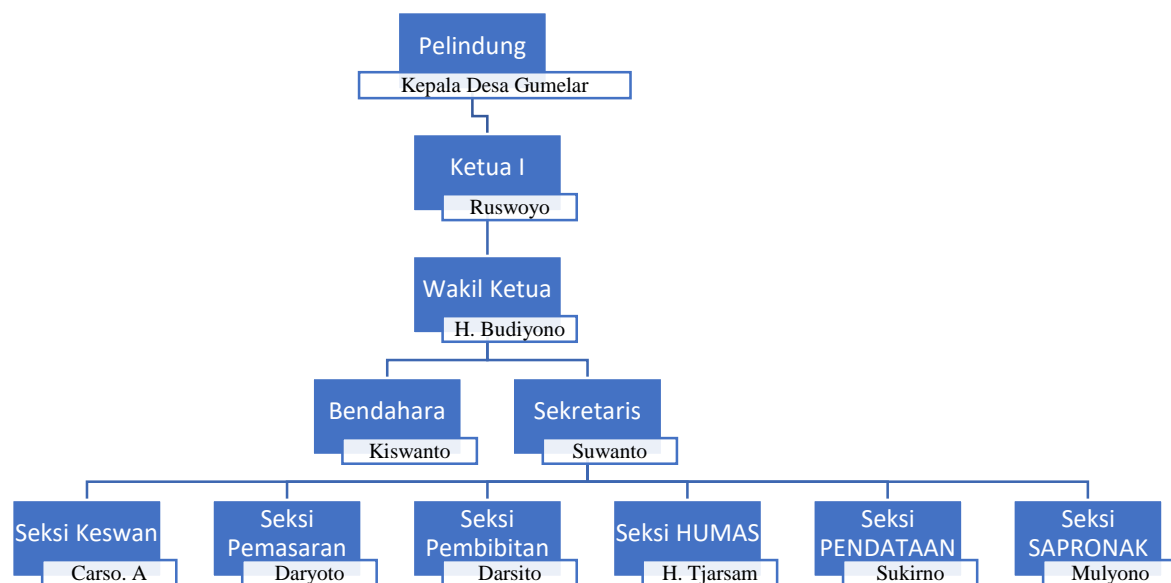 Pelindung
Kepala Desa Gumelar
Ketua I
Ruswoyo
Wakil Ketua
H. Budiyono
Bendahara
Kiswanto
Sekretaris
Suwanto
Seksi Keswan
Carso. A
Seksi
Pemasaran
Daryoto
Seksi
Pembibitan
Darsito
Seksi HUMAS
H. Tjarsam
Seksi
PENDATAAN
Sukirno
Seksi
SAPRONAK
Mulyono